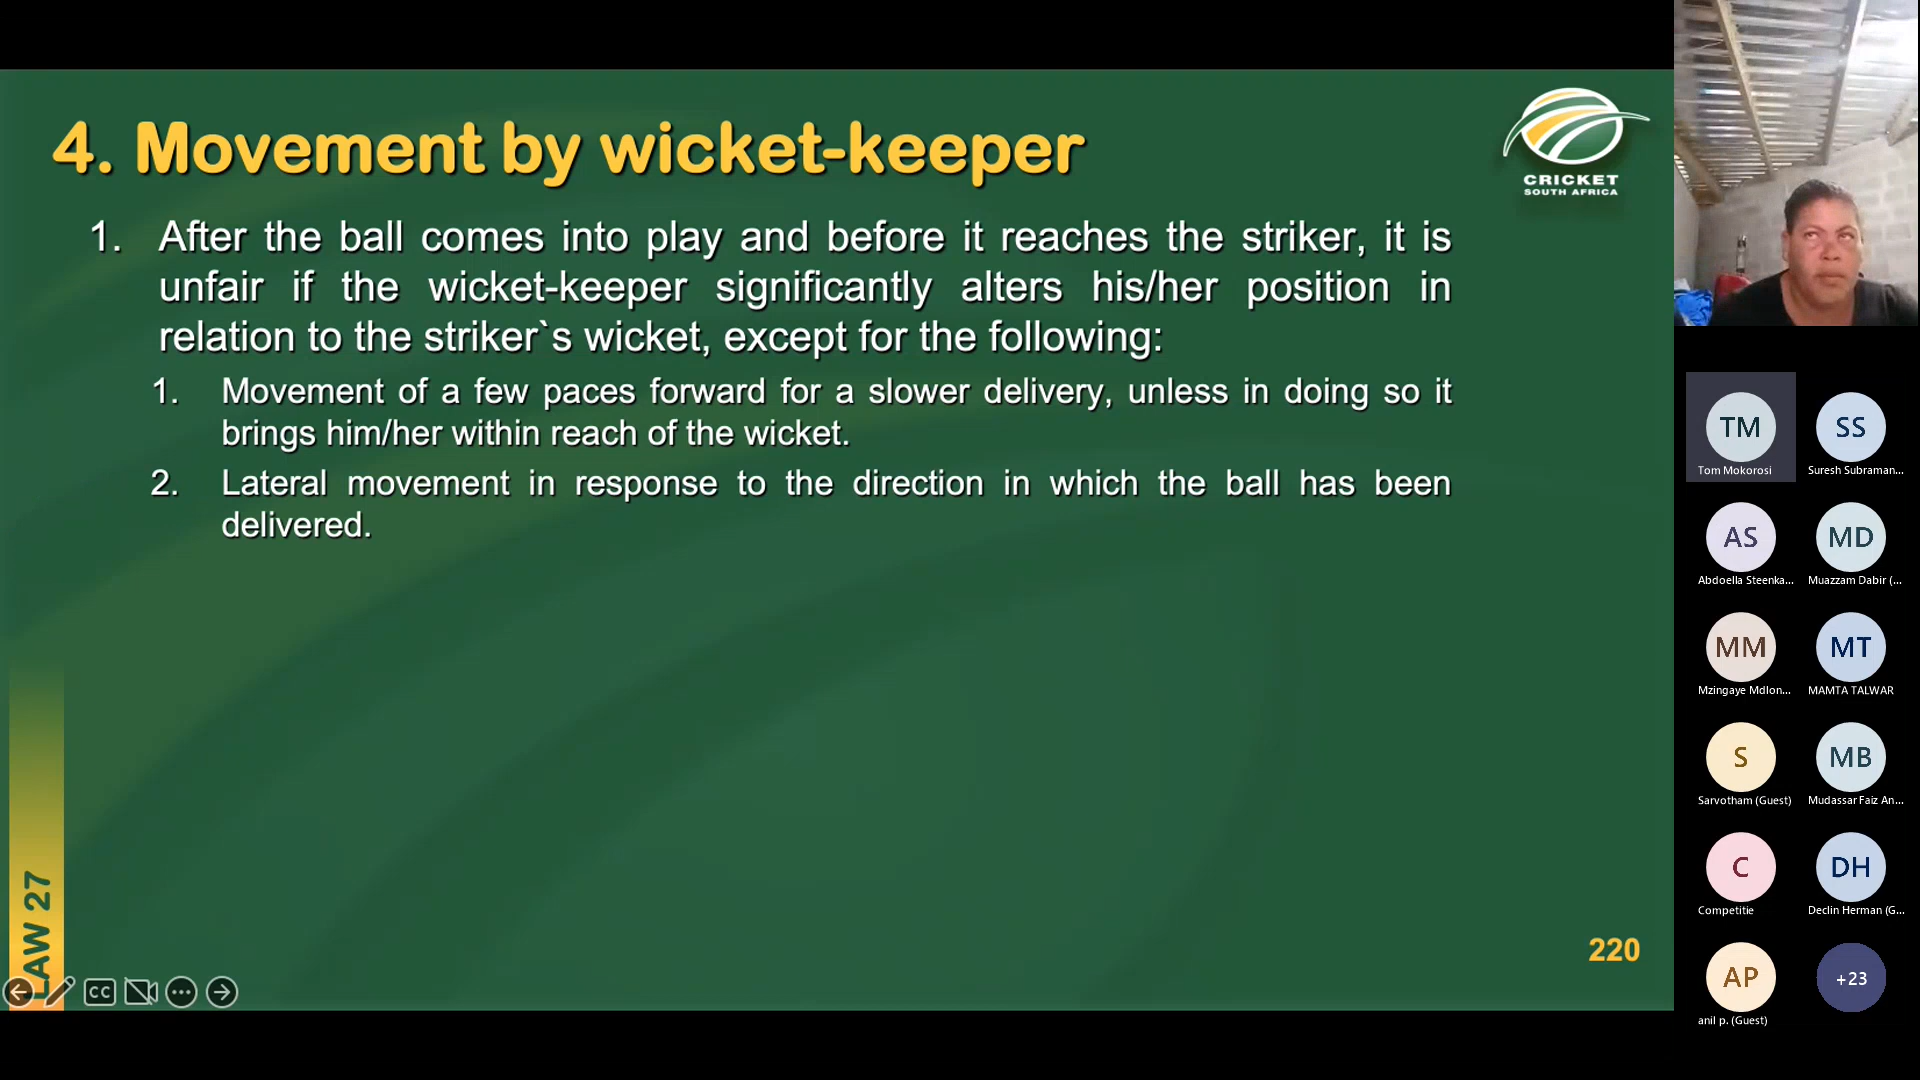 4. Movement by wicket-keeper
CRICKET
SOUTH AFRICA
1. After the ball comes into play and before it reaches the striker, it is
unfair if the wicket-keeper significantly alters his/her position in
relation to the striker`s wicket, except for the following:
1. Movement of a few paces forward for a slower delivery, unless in doing so it
brings him/her within reach of the wicket.
2. Lateral movement in response to the direction in which the ball has been
delivered.
LAW 27
220
CC
TM
Tom Mokorosi
SS
Suresh Subraman...
AS
Abdoella Steenka...
MD
Muazzam Dabir (...
MM
Mzingaye Mdlon...
MT
MAMTA TALWAR
S
Sarvotham (Guest)
MB
Mudassar Faiz An...
C
Competitie
DH
Declin Herman (G...
AP
anil p. (Guest)
+23